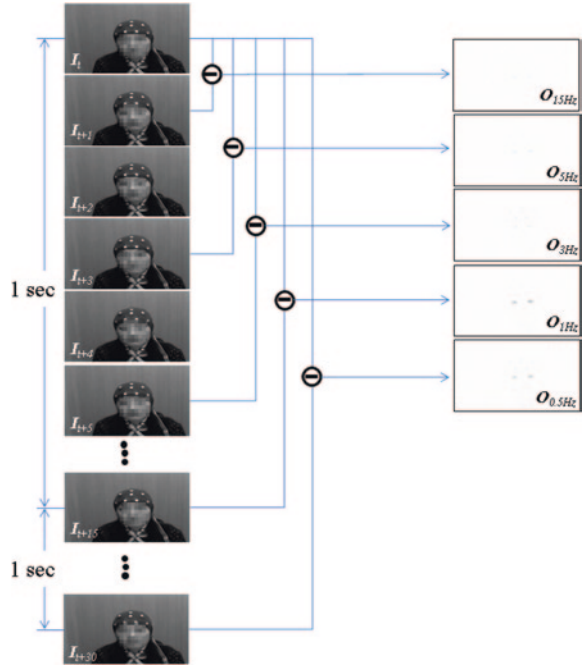 I_t
I_{t+1}
I_{t+2}
I_{t+3}
I_{t+4}
I_{t+5}
I_{t+15}
I_{t+30}
1 sec
1 sec
O_{15Hz}
O_{5Hz}
O_{3Hz}
O_{1Hz}
O_{0.5Hz}